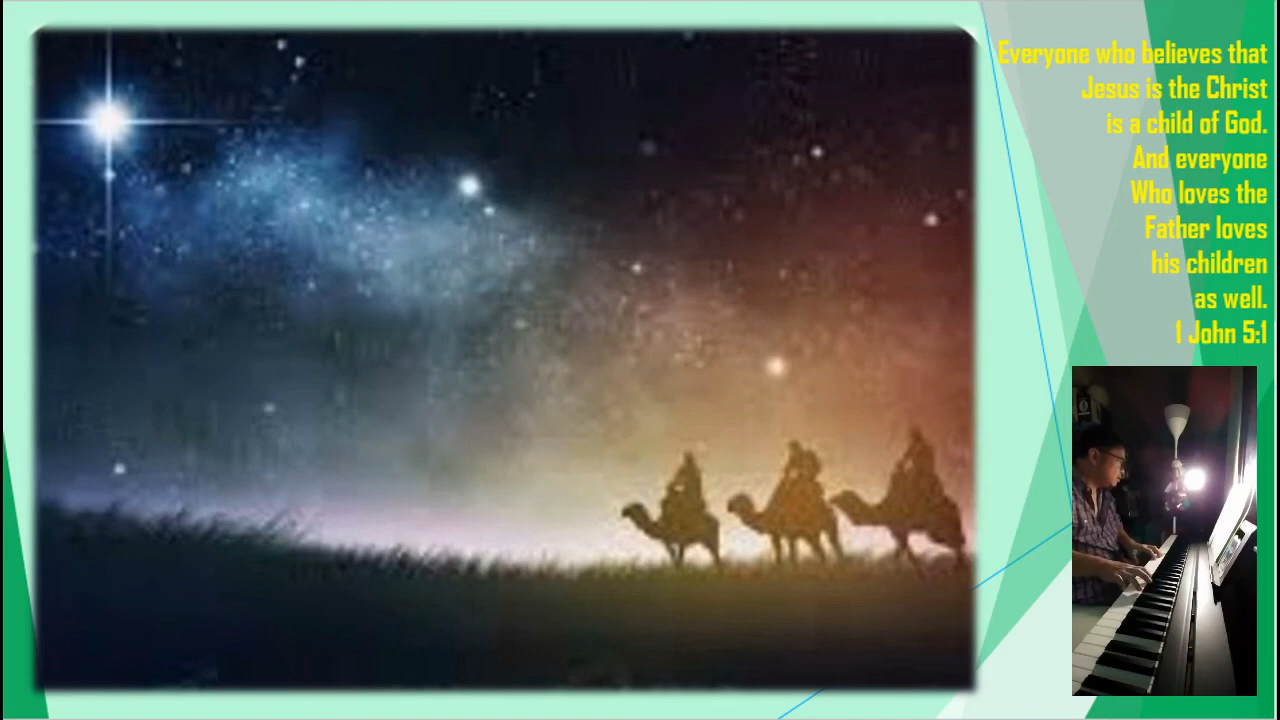 Everyone who believes that
Jesus is the Christ
is a child of God.
And everyone
Who loves the
Father loves
his children
as well.
1 John 5:1